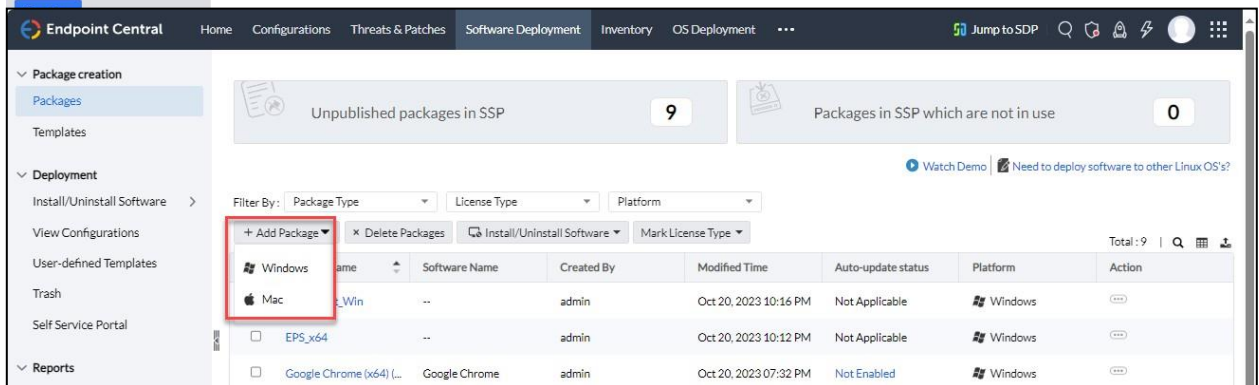 Endpoint Central Home Configurations Threats & Patches Software Deployment Inventory OS Deployment ••• Jump to SDP
Package creation
Packages
Templates
Deployment
Install/Uninstall Software
View Configurations
User-defined Templates
Trash
Self Service Portal
Reports
Unpublished packages in SSP 9
Packages in SSP which are not in use 0
Watch Demo Need to deploy software to other Linux OS's?
Filter By : Package Type License Type Platform
+ Add Package × Delete Packages Install/Uninstall Software Mark License Type
Total : 9
Windows
Mac
ame Software Name Created By Modified Time Auto-update status Platform Action
_Win -- admin Oct 20, 2023 10:16 PM Not Applicable Windows
EPS_x64 -- admin Oct 20, 2023 10:12 PM Not Applicable Windows
Google Chrome (x64) (... Google Chrome admin Oct 20, 2023 07:32 PM Not Enabled Windows